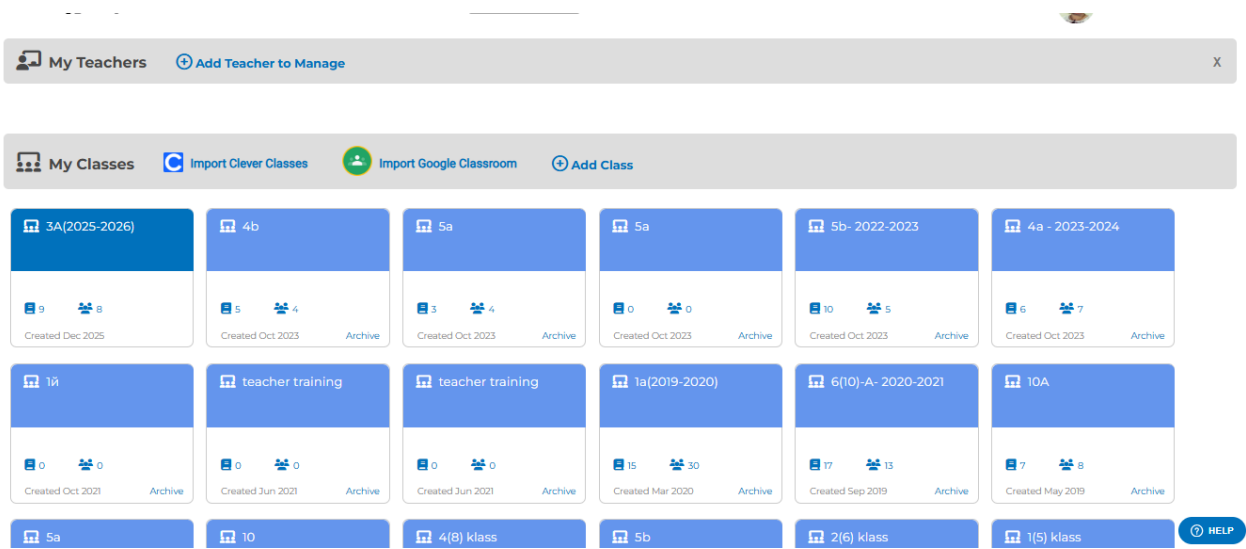 My Teachers Add Teacher to Manage X
My Classes Import Clever Classes Import Google Classroom Add Class
3A(2025-2026) 4b 5a 5a 5b- 2022-2023 4a - 2023-2024
9 8 5 4 3 4 0 0 10 5 6 7
Created Dec 2025 Created Oct 2023 Archive Created Oct 2023 Archive Created Oct 2023 Archive Created Oct 2023 Archive Created Oct 2023 Archive
1й teacher training teacher training 1a(2019-2020) 6(10)-A- 2020-2021 10A
0 0 0 0 0 0 15 30 17 13 7 8
Created Oct 2021 Archive Created Jun 2021 Archive Created Jun 2021 Archive Created Mar 2020 Archive Created Sep 2019 Archive Created May 2019 Archive
5a 10 4(8) klass 5b 2(6) klass 1(5) klass
HELP